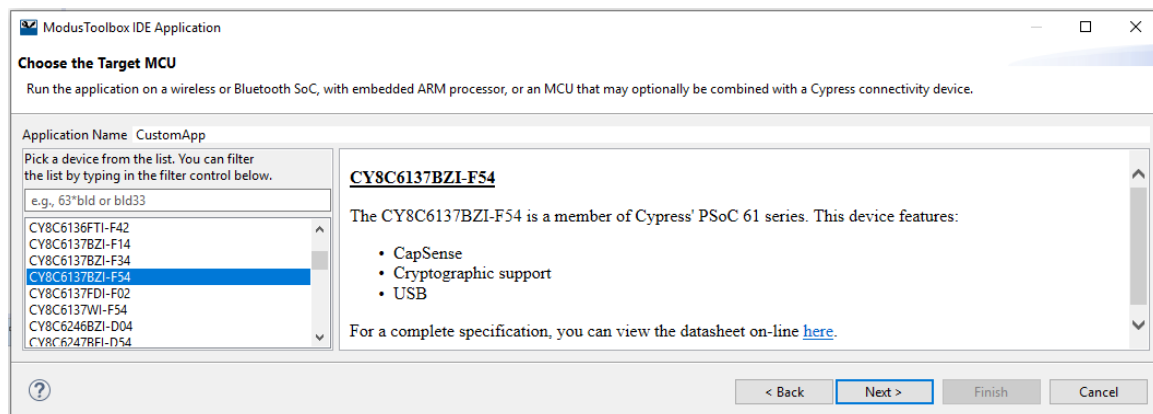 ModusToolbox IDE Application
Choose the Target MCU
Run the application on a wireless or Bluetooth SoC, with embedded ARM processor, or an MCU that may optionally be combined with a Cypress connectivity device.
Application Name CustomApp
Pick a device from the list. You can filter
the list by typing in the filter control below.
e.g., 63*bld or bld33
CY8C6136FTI-F42
CY8C6137BZI-F14
CY8C6137BZI-F34
CY8C6137BZI-F54
CY8C6137FDI-F02
CY8C6137WI-F54
CY8C6246BZI-D04
CY8C6247BFI-D54
CY8C6137BZI-F54
The CY8C6137BZI-F54 is a member of Cypress' PSoC 61 series. This device features:
• CapSense
• Cryptographic support
• USB
For a complete specification, you can view the datasheet on-line here.
?
< Back
Next >
Finish
Cancel